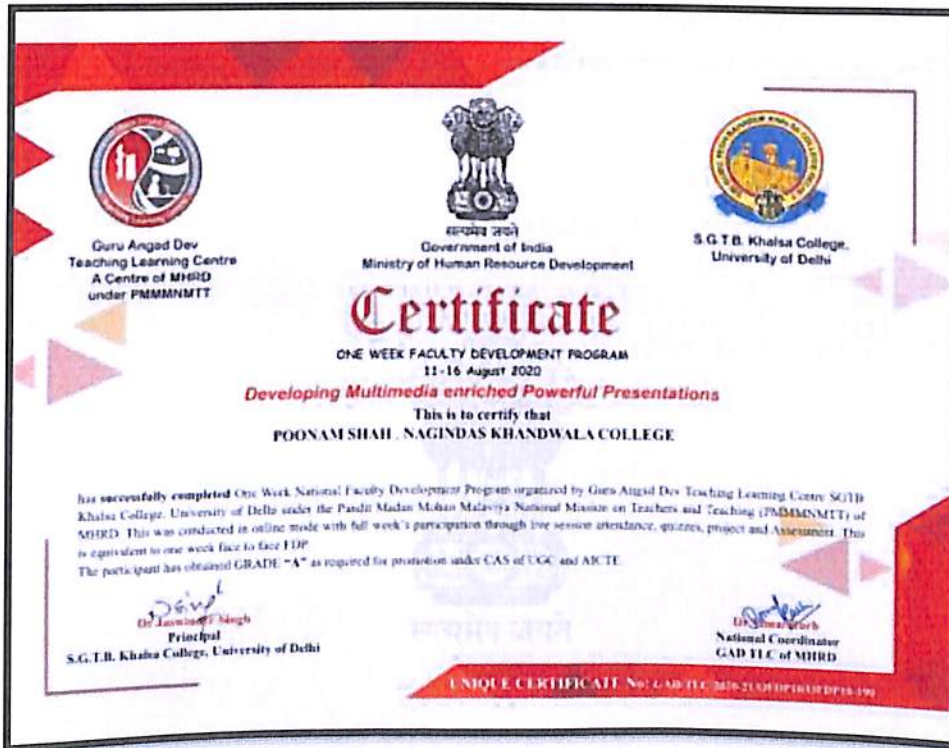 Guru Angad Dev
Teaching Learning Centre
A Centre of MHRD
under PMMMNMTT
सत्यमेव जयते
Government of India
Ministry of Human Resource Development
S.G.T.B. Khalsa College,
University of Delhi
Certificate
ONE WEEK FACULTY DEVELOPMENT PROGRAM
11-16 August 2020
Developing Multimedia enriched Powerful Presentations
This is to certify that
POONAM SHAH , NAGINDAS KHANDWALA COLLEGE
has successfully completed One Week National Faculty Development Program organized by Guru Angad Dev Teaching Learning Centre SGTB
Khalsa College, University of Delhi under the Pandit Madan Mohan Malaviya National Mission on Teachers and Teaching (PMMMNMTT) of
MHRD. This was conducted in online mode with full week's participation through live session attendance, quizzes, project and Assessment. This
is equivalent to one week face to face FDP.
The participant has obtained GRADE "A" as required for promotion under CAS of UGC and AICTE.
Dr Jaswinder Singh
Principal
S.G.T.B. Khalsa College, University of Delhi
National Coordinator
GAD TLC of MHRD
UNIQUE CERTIFICATE No: